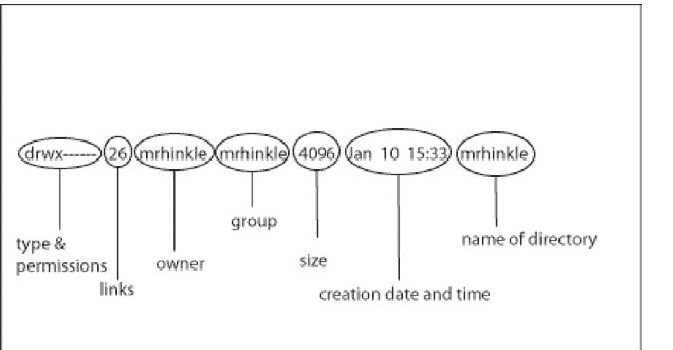 drwx------ 26 mrhinkle mrhinkle 4096 Jan 10 15:33 mrhinkle
group
name of directory
type &
permissions
owner
size
links
creation date and time